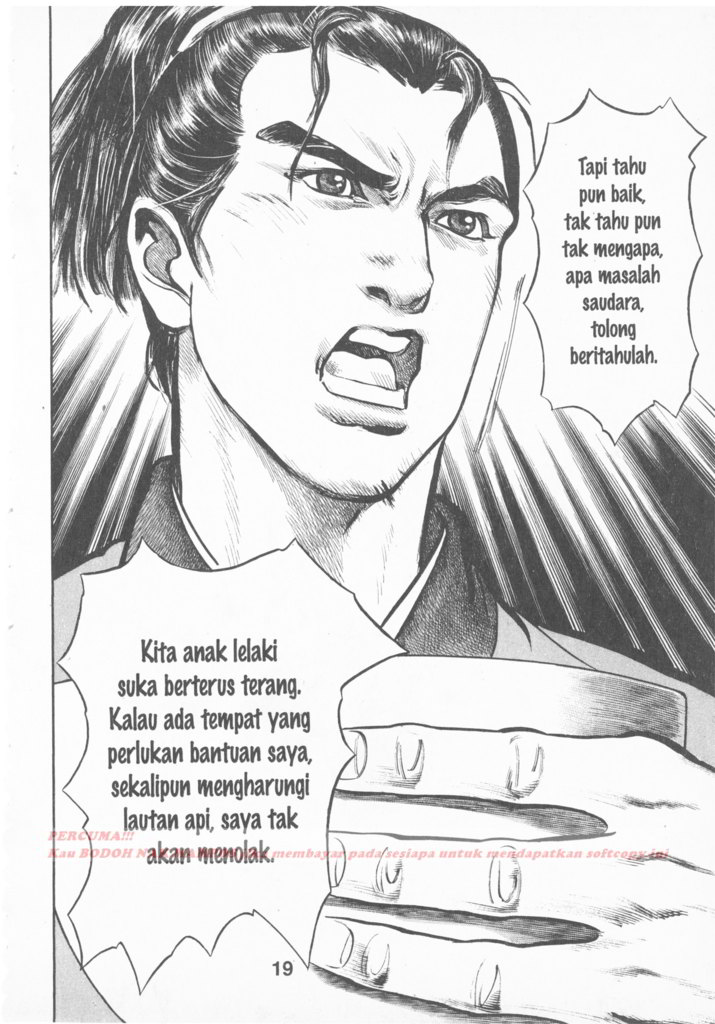 Tapi tahu
pun baik,
tak tahu pun
tak mengapa,
apa masalah
saudara,
tolong
beritahulah.
Kita anak lelaki
suka berterus terang.
Kalau ada tempat yang
perlukan bantuan saya,
sekalipun mengharungi
lautan api, saya tak
akan menolak.
PERCUMA!!!
Kau BODOH N membayar pada sesiapa untuk mendapatkan softcopy ini
19